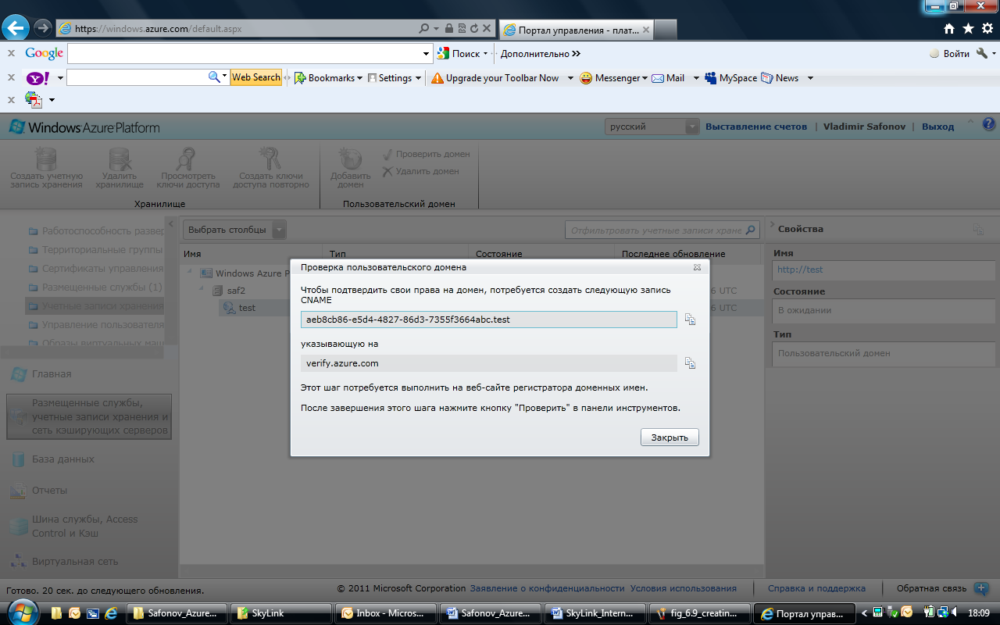 https://windows.azure.com/default.aspx
Портал управления - плат...
Google
Поиск
Дополнительно
Войти
Y!
Web Search
Bookmarks
Settings
Upgrade your Toolbar Now
Messenger
Mail
MySpace
News
Windows Azure Platform
русский
Выставление счетов | Vladimir Safonov | Выход
Создать учетную запись хранения
Удалить хранилище
Просмотреть ключи доступа
Создать ключи доступа повторно
Хранилище
Добавить домен
Проверить домен
Удалить домен
Пользовательский домен
Работоспособность развер
Территориальные группы
Сертификаты управления
Размещенные службы (1)
Учетные записи хранения
Управление пользователя
Образы виртуальных маш
Главная
Размещенные службы,
учетные записи хранения и
сеть кэширующих серверов
База данных
Отчеты
Шина службы, Access
Control и Кэш
Виртуальная сеть
Выбрать столбцы
Отфильтровать учетные записи хране
Имя
Тип
Состояние
Последнее обновление
Windows Azure P
saf2
6 UTC
test
6 UTC
Проверка пользовательского домена
Чтобы подтвердить свои права на домен, потребуется создать следующую запись
CNAME
aeb8cb86-e5d4-4827-86d3-7355f3664abc.test
указывающую на
verify.azure.com
Этот шаг потребуется выполнить на веб-сайте регистратора доменных имен.
После завершения этого шага нажмите кнопку "Проверить" в панели инструментов.
Закрыть
Свойства
Имя
http://test
Состояние
В ожидании
Тип
Пользовательский домен
Готово. 20 сек. до следующего обновления.
© 2011 Microsoft Corporation Заявление о конфиденциальности Условия использования
Справка и поддержка
Обратная связь
Safonov_Azure...
SkyLink
Inbox - Micros...
Safonov_Azure...
SkyLink_Intern...
fig_6.9_creatin...
Портал управ...
18:09